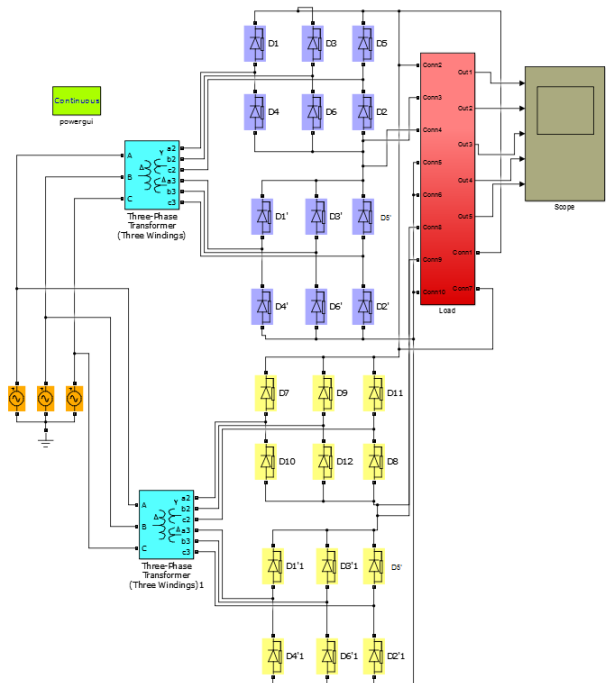 D1 D3 D5
D4 D6 D2
Continuous
powergui
A
B
C
Y
Δ
a2
b2
c2
a3
b3
c3
Three-Phase
Transformer
(Three Windings)
D1' D3' D5'
D4' D6' D2'
Conn2
Conn3
Conn4
Conn5
Conn6
Conn8
Conn9
Conn10
Out1
Out2
Out3
Out4
Out5
Conn1
Conn7
Load
Scope
D7 D9 D11
D10 D12 D8
A
B
C
Y
Δ
a2
b2
c2
a3
b3
c3
Three-Phase
Transformer
(Three Windings)1
D1'1 D3'1 D5'
D4'1 D6'1 D2'1